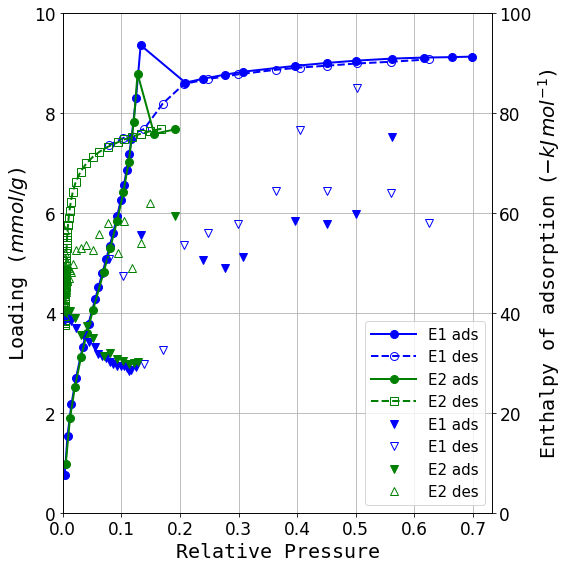 10
8
6
4
2
0
Loading (mmol/g)
100
80
60
40
20
0
Enthalpy of adsorption (−kJmol⁻¹)
0.0 0.1 0.2 0.3 0.4 0.5 0.6 0.7
Relative Pressure
E1 ads
E1 des
E2 ads
E2 des
E1 ads
E1 des
E2 ads
E2 des